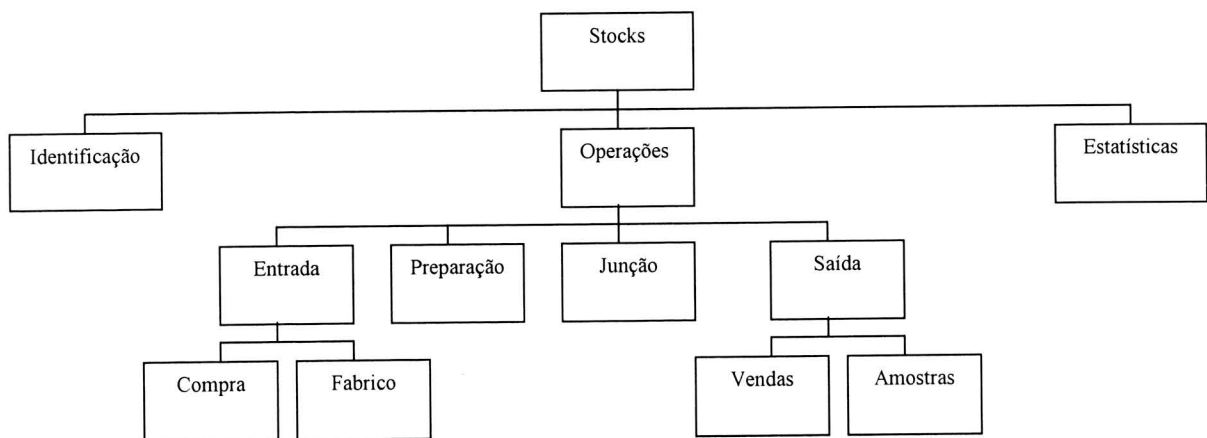 Stocks
Identificação
Operações
Estatísticas
Entrada
Preparação
Junção
Saída
Compra
Fabrico
Vendas
Amostras